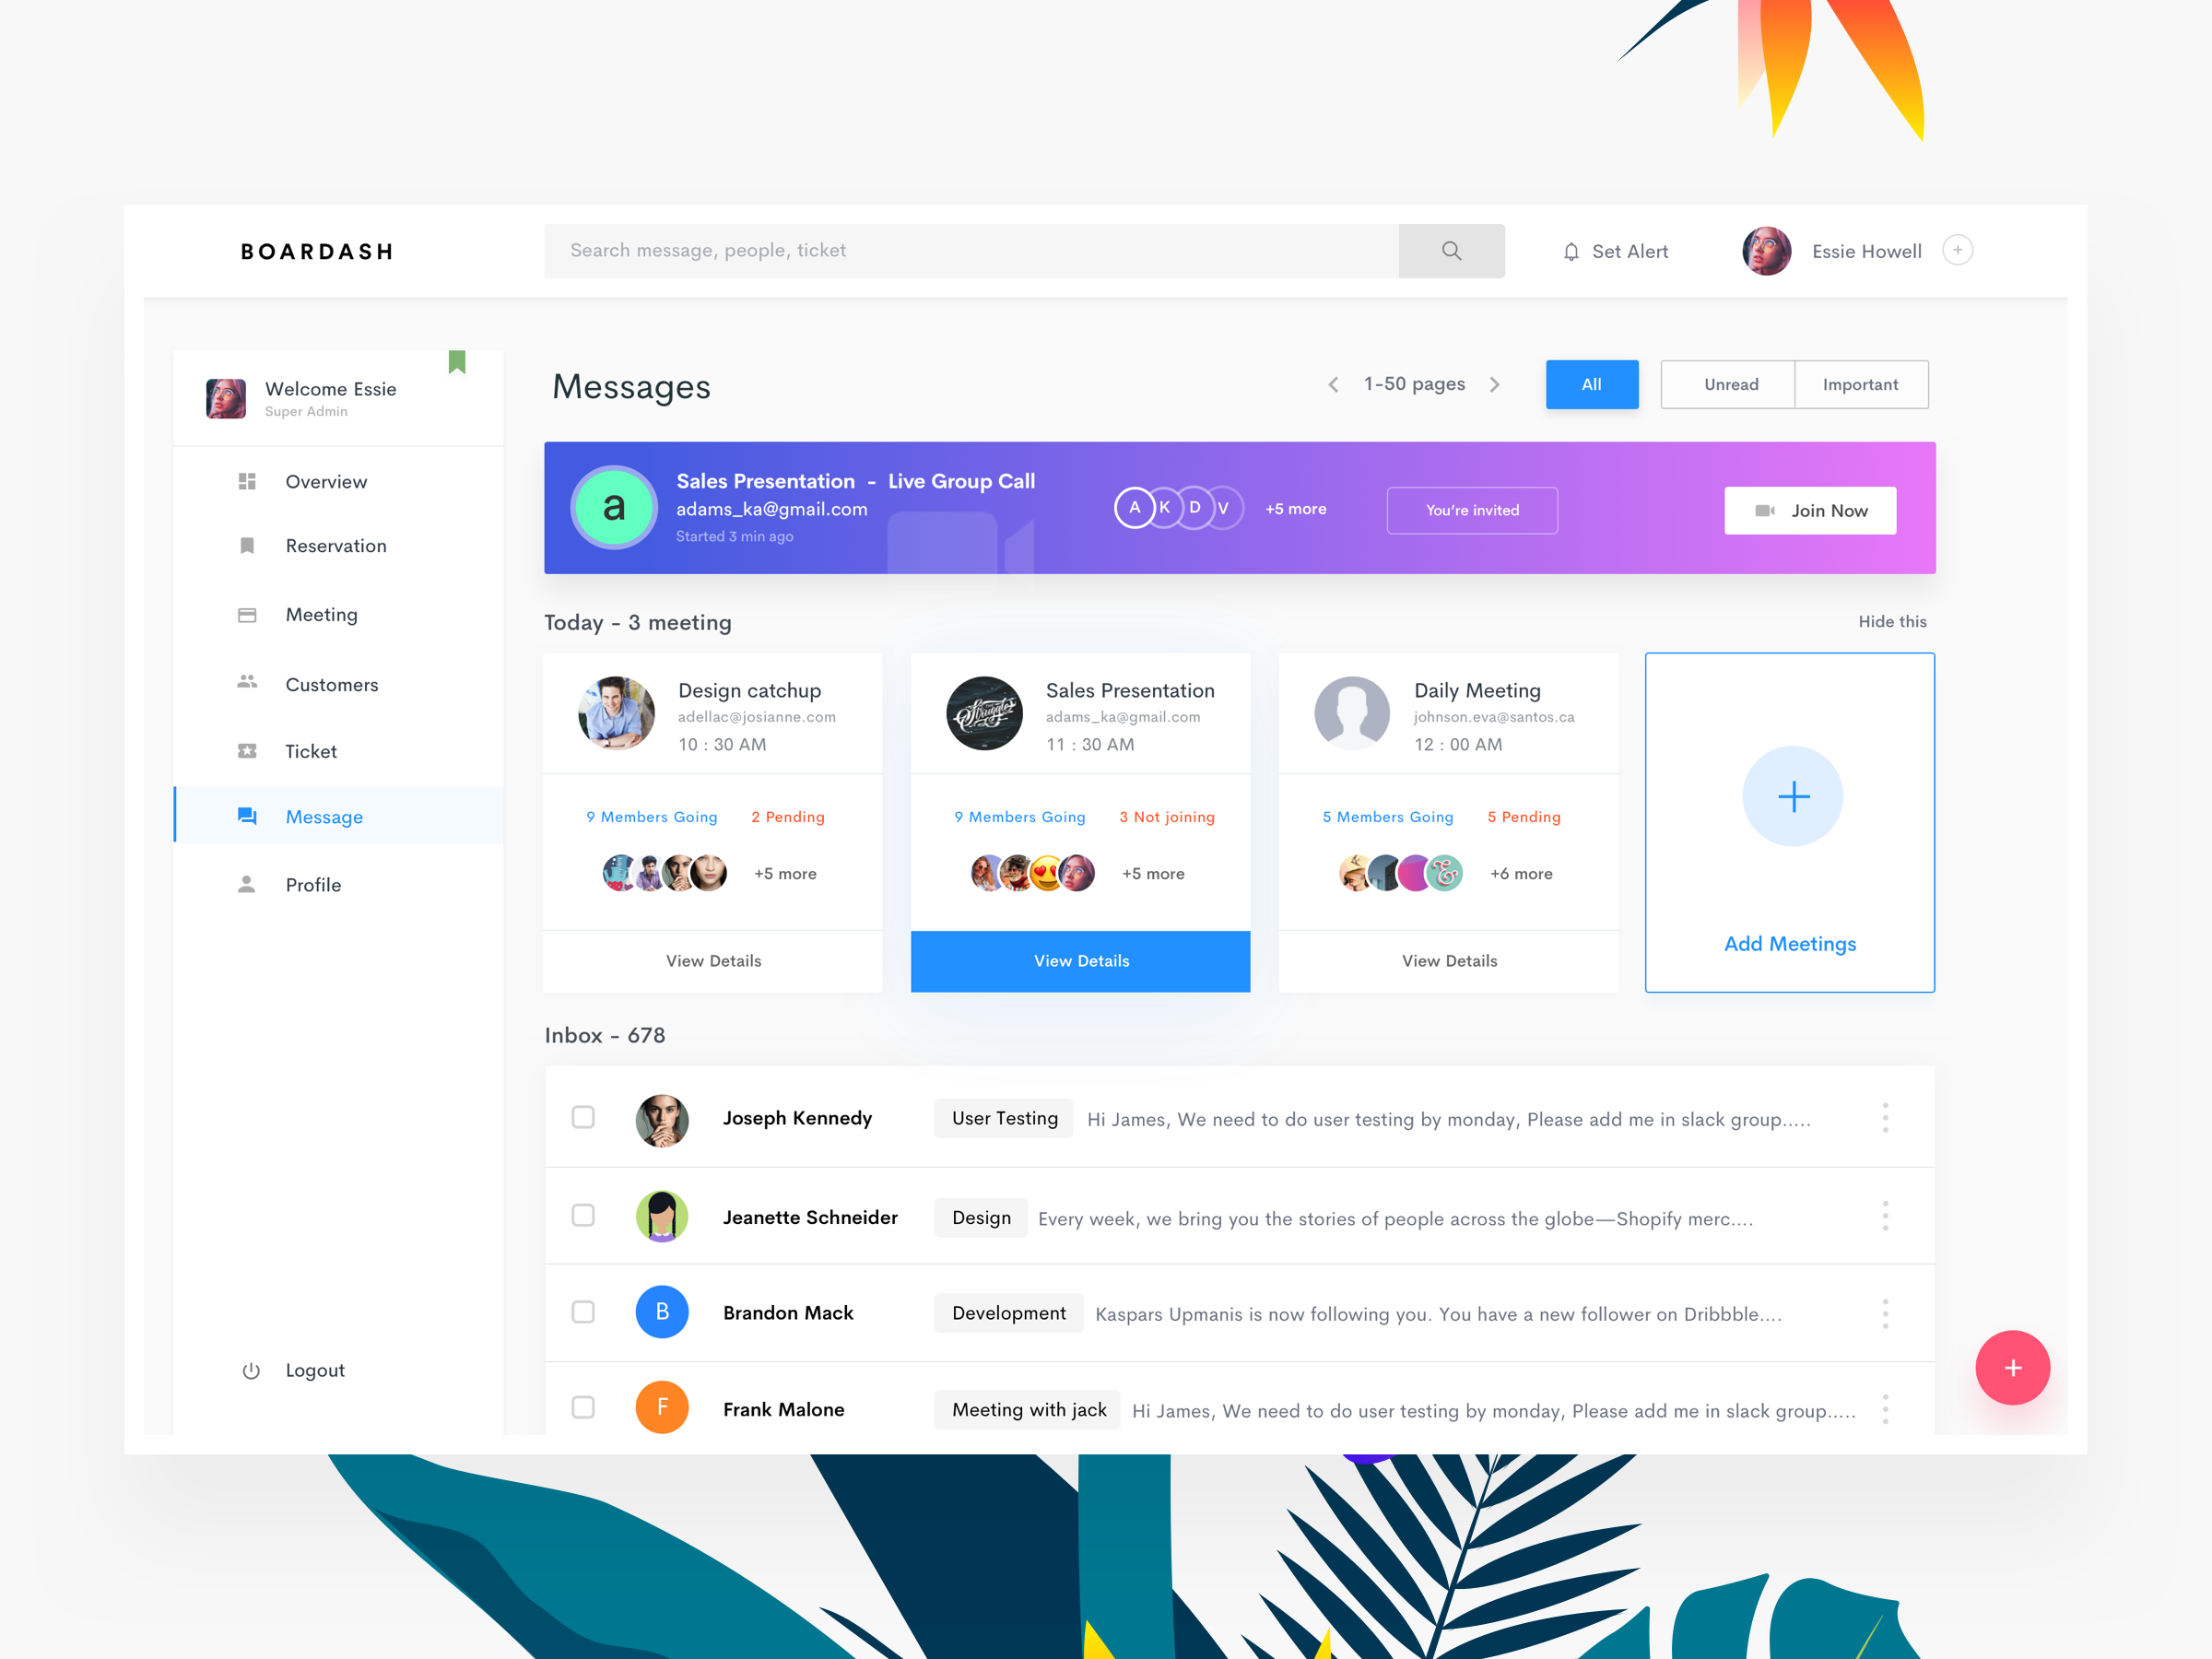 BOARDASH
Search message, people, ticket
Set Alert
Essie Howell
Welcome Essie
Super Admin
Overview
Reservation
Meeting
Customers
Ticket
Message
Profile
Logout
Messages
1-50 pages
All
Unread
Important
a
Sales Presentation - Live Group Call
adams_ka@gmail.com
Started 3 min ago
A K D V
+5 more
You're invited
Join Now
Today - 3 meeting
Hide this
Design catchup
adellac@josianne.com
10 : 30 AM
9 Members Going
2 Pending
+5 more
View Details
Struggle
Sales Presentation
adams_ka@gmail.com
11 : 30 AM
9 Members Going
3 Not joining
+5 more
View Details
Daily Meeting
johnson.eva@santos.ca
12 : 00 AM
5 Members Going
5 Pending
+6 more
View Details
Add Meetings
Inbox - 678
Joseph Kennedy
User Testing
Hi James, We need to do user testing by monday, Please add me in slack group.....
Jeanette Schneider
Design
Every week, we bring you the stories of people across the globe—Shopify merc....
B
Brandon Mack
Development
Kaspars Upmanis is now following you. You have a new follower on Dribbble....
F
Frank Malone
Meeting with jack
Hi James, We need to do user testing by monday, Please add me in slack group.....